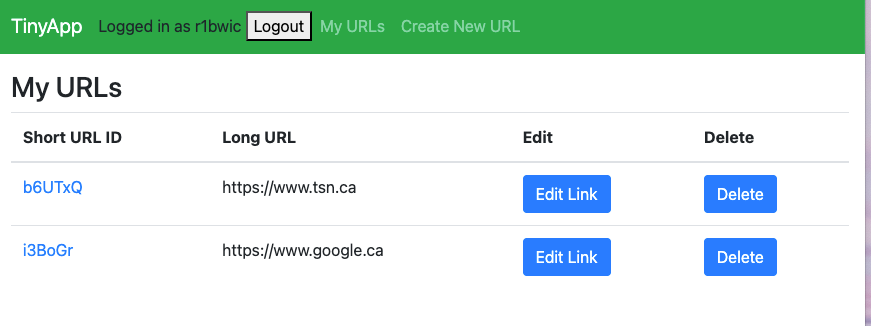 TinyApp Logged in as r1bwic Logout My URLs Create New URL
My URLs
Short URL ID Long URL Edit Delete
b6UTxQ https://www.tsn.ca Edit Link Delete
i3BoGr https://www.google.ca Edit Link Delete